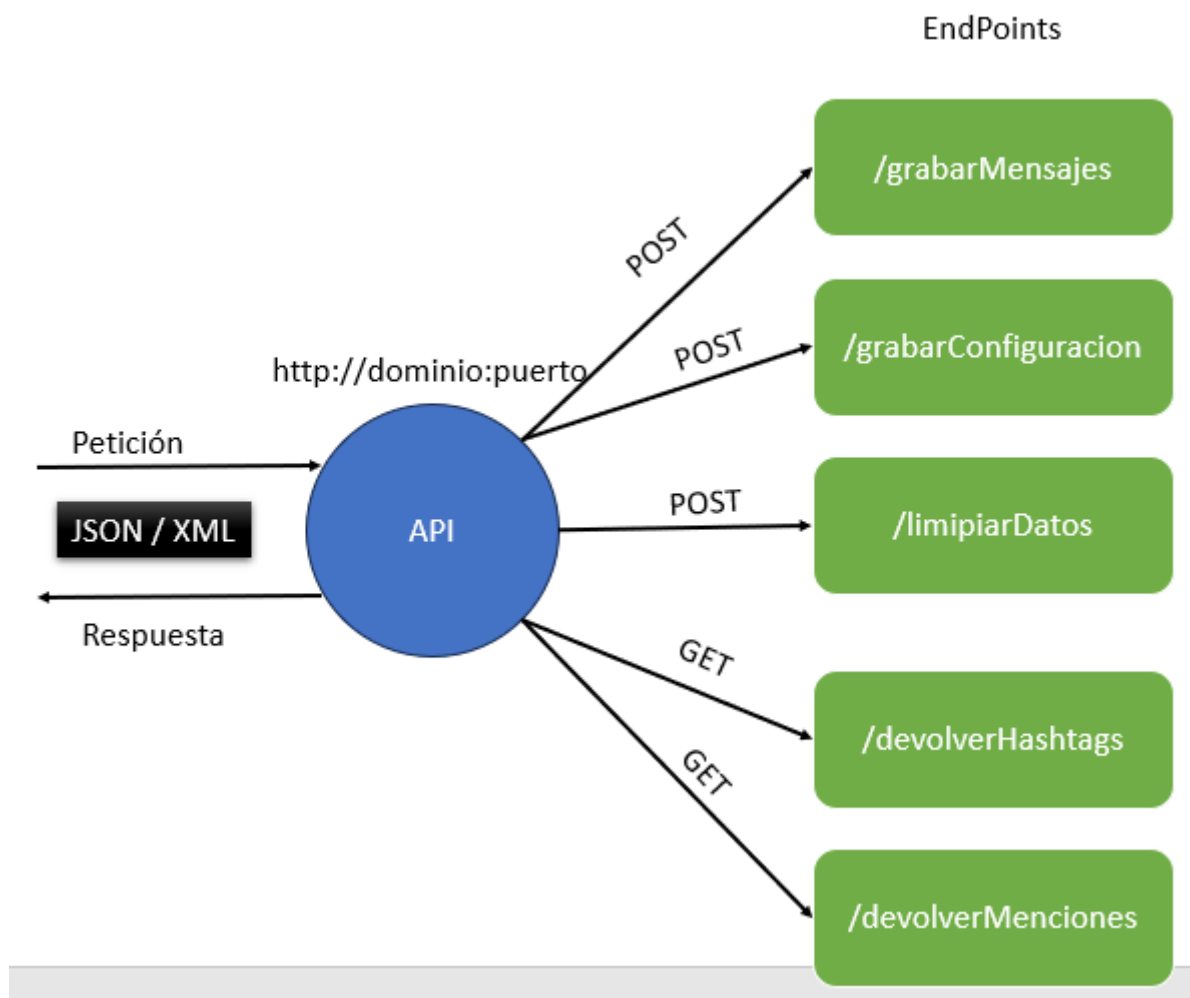 EndPoints
/grabarMensajes
POST
/grabarConfiguracion
POST
http://dominio:puerto
Petición
JSON / XML
API
POST
/limipiarDatos
Respuesta
GET
/devolverHashtags
GET
/devolverMenciones